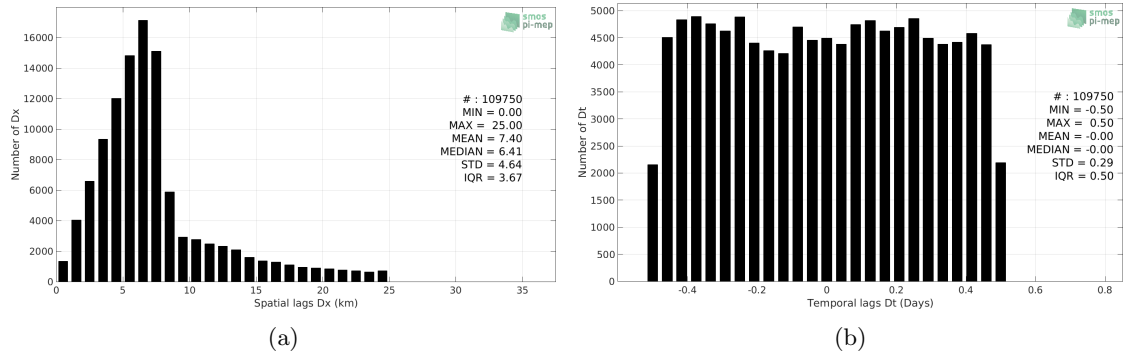 smos
pi-mep
16000
14000
12000
10000
8000
6000
4000
2000
0
Number of Dx
# : 109750
MIN = 0.00
MAX = 25.00
MEAN = 7.40
MEDIAN = 6.41
STD = 4.64
IQR = 3.67
0 5 10 15 20 25 30 35
Spatial lags Dx (km)
(a)
smos
pi-mep
5000
4500
4000
3500
3000
2500
2000
1500
1000
500
0
Number of Dt
# : 109750
MIN = -0.50
MAX = 0.50
MEAN = -0.00
MEDIAN = -0.00
STD = 0.29
IQR = 0.50
-0.4 -0.2 0 0.2 0.4 0.6 0.8
Temporal lags Dt (Days)
(b)